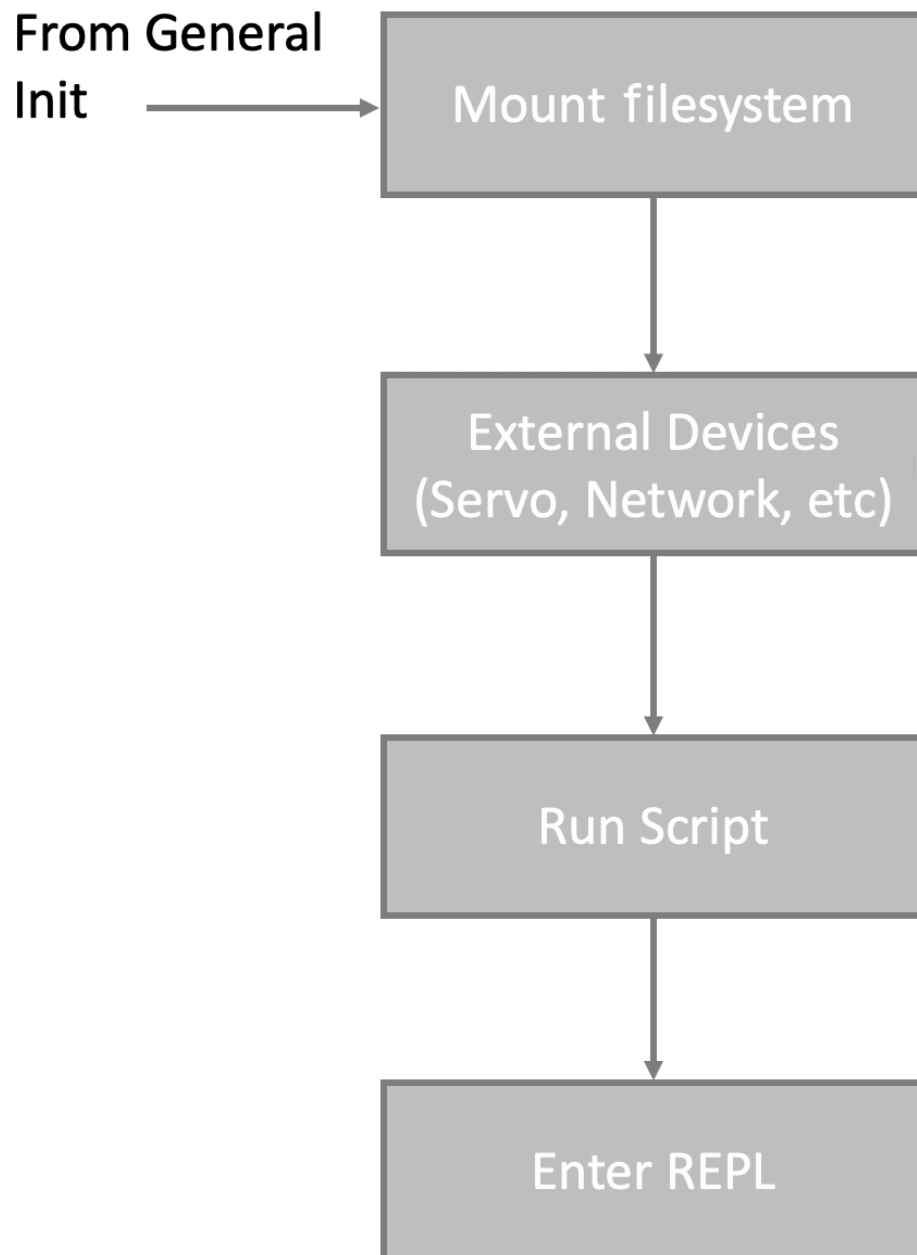 From General
Init
Mount filesystem
External Devices
(Servo, Network, etc)
Run Script
Enter REPL